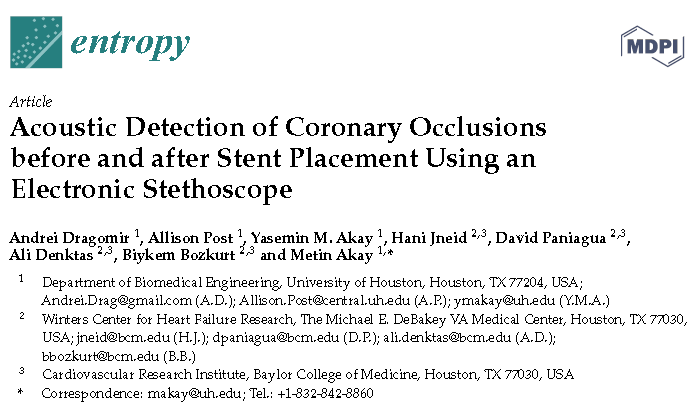 entropy
MDPI
Article
Acoustic Detection of Coronary Occlusions
before and after Stent Placement Using an
Electronic Stethoscope
Andrei Dragomir 1, Allison Post 1, Yasemin M. Akay 1, Hani Jneid 2,3, David Paniagua 2,3,
Ali Denktas 2,3, Biykem Bozkurt 2,3 and Metin Akay 1,*
1 Department of Biomedical Engineering, University of Houston, Houston, TX 77204, USA;
Andrei.Drag@gmail.com (A.D.); Allison.Post@central.uh.edu (A.P.); ymakay@uh.edu (Y.M.A.)
2 Winters Center for Heart Failure Research, The Michael E. DeBakey VA Medical Center, Houston, TX 77030,
USA; jneid@bcm.edu (H.J.); dpaniagua@bcm.edu (D.P.); ali.denktas@bcm.edu (A.D.);
bbozkurt@bcm.edu (B.B.)
3 Cardiovascular Research Institute, Baylor College of Medicine, Houston, TX 77030, USA
* Correspondence: makay@uh.edu; Tel.: +1-832-842-8860